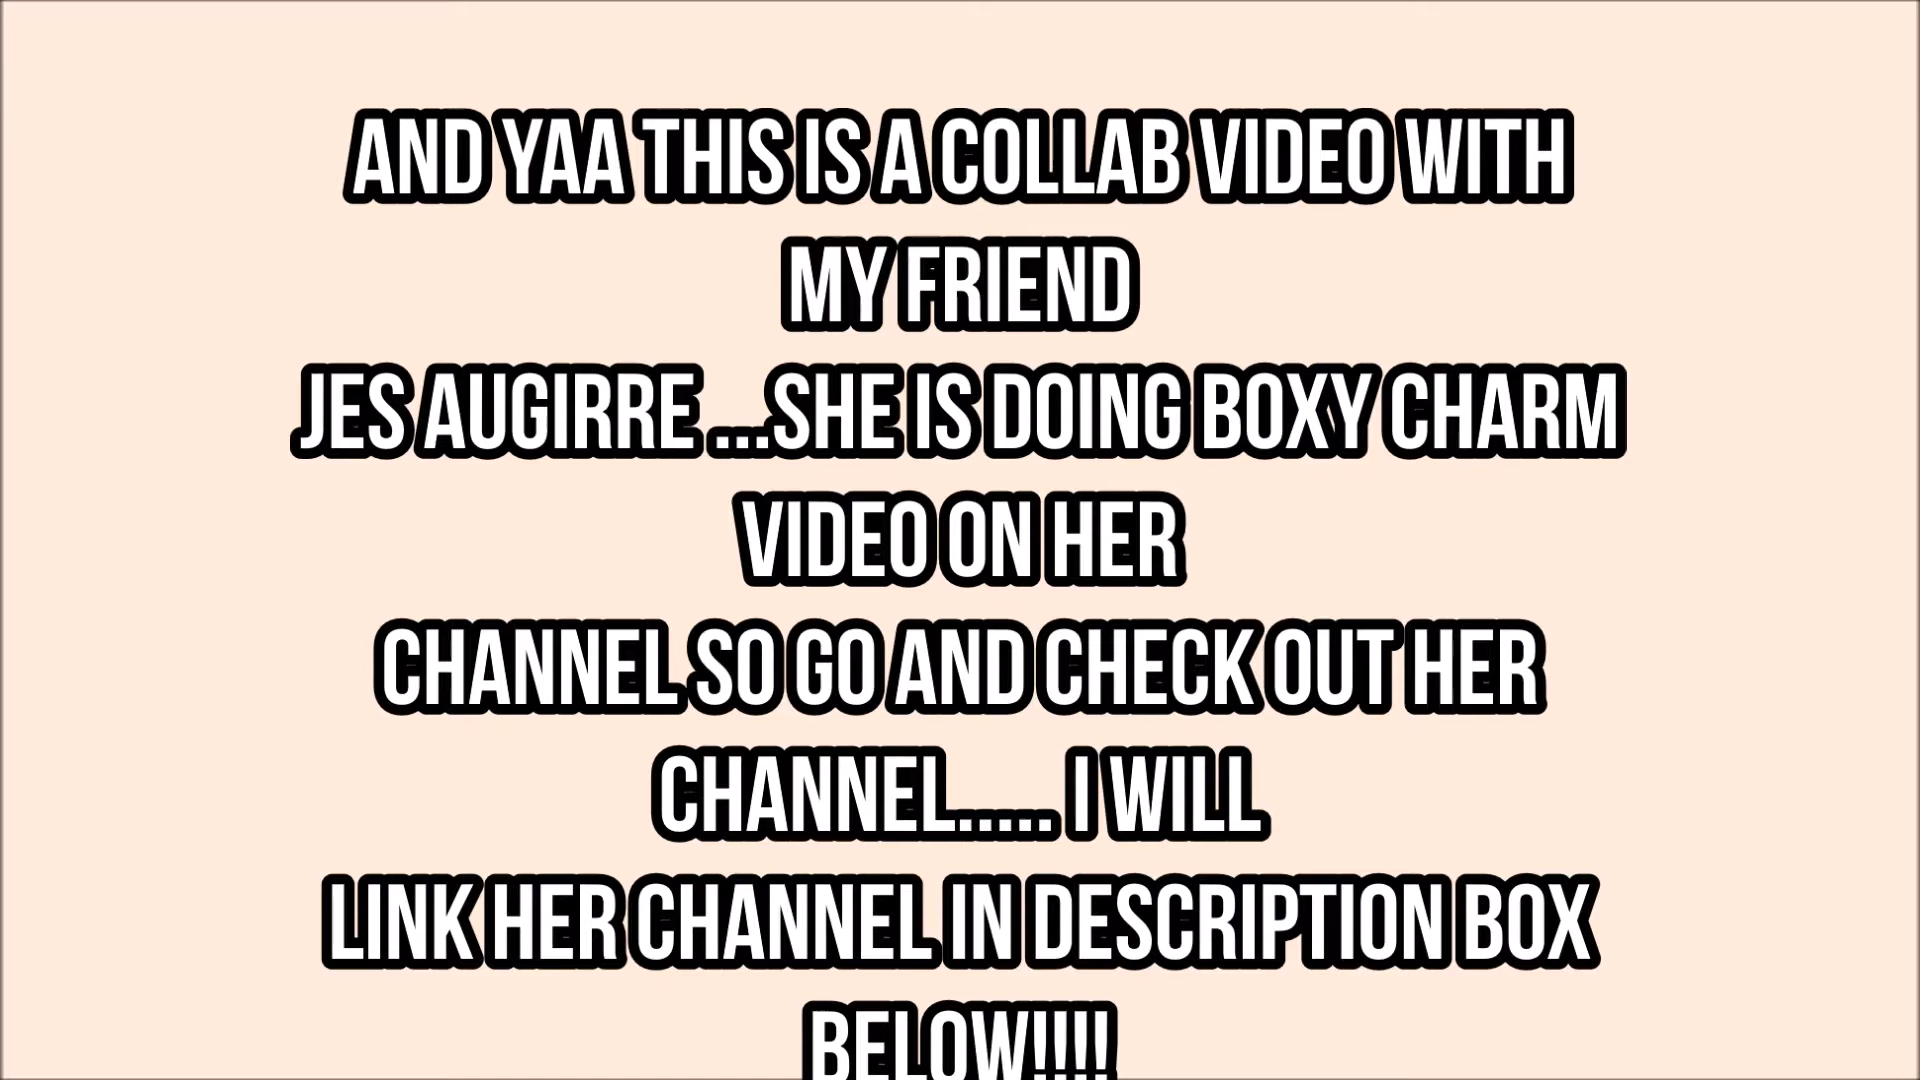 AND YAA THIS IS A COLLAB VIDEO WITH
MY FRIEND
JES AUGIRRE ...SHE IS DOING BOXY CHARM
VIDEO ON HER
CHANNEL SO GO AND CHECK OUT HER
CHANNEL..... I WILL
LINK HER CHANNEL IN DESCRIPTION BOX
BELOW!!!!